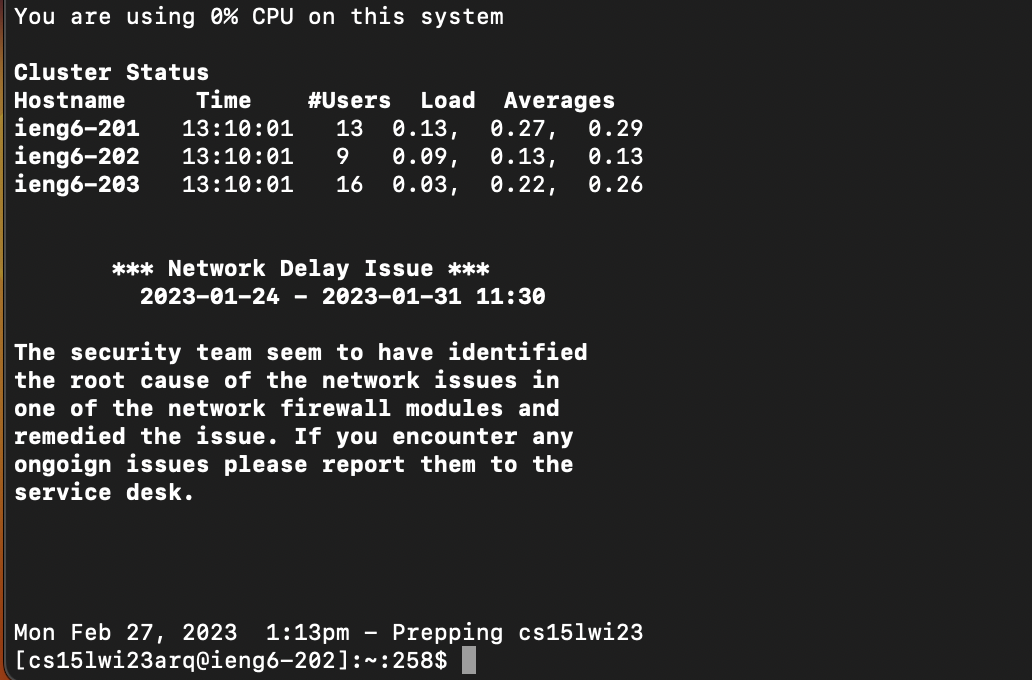 You are using 0% CPU on this system
Cluster Status
Hostname Time #Users Load Averages
ieng6-201 13:10:01 13 0.13, 0.27, 0.29
ieng6-202 13:10:01 9 0.09, 0.13, 0.13
ieng6-203 13:10:01 16 0.03, 0.22, 0.26
*** Network Delay Issue ***
2023-01-24 - 2023-01-31 11:30
The security team seem to have identified
the root cause of the network issues in
one of the network firewall modules and
remedied the issue. If you encounter any
ongoign issues please report them to the
service desk.
Mon Feb 27, 2023 1:13pm - Prepping cs15lwi23
[cs15lwi23arq@ieng6-202]:~:258$